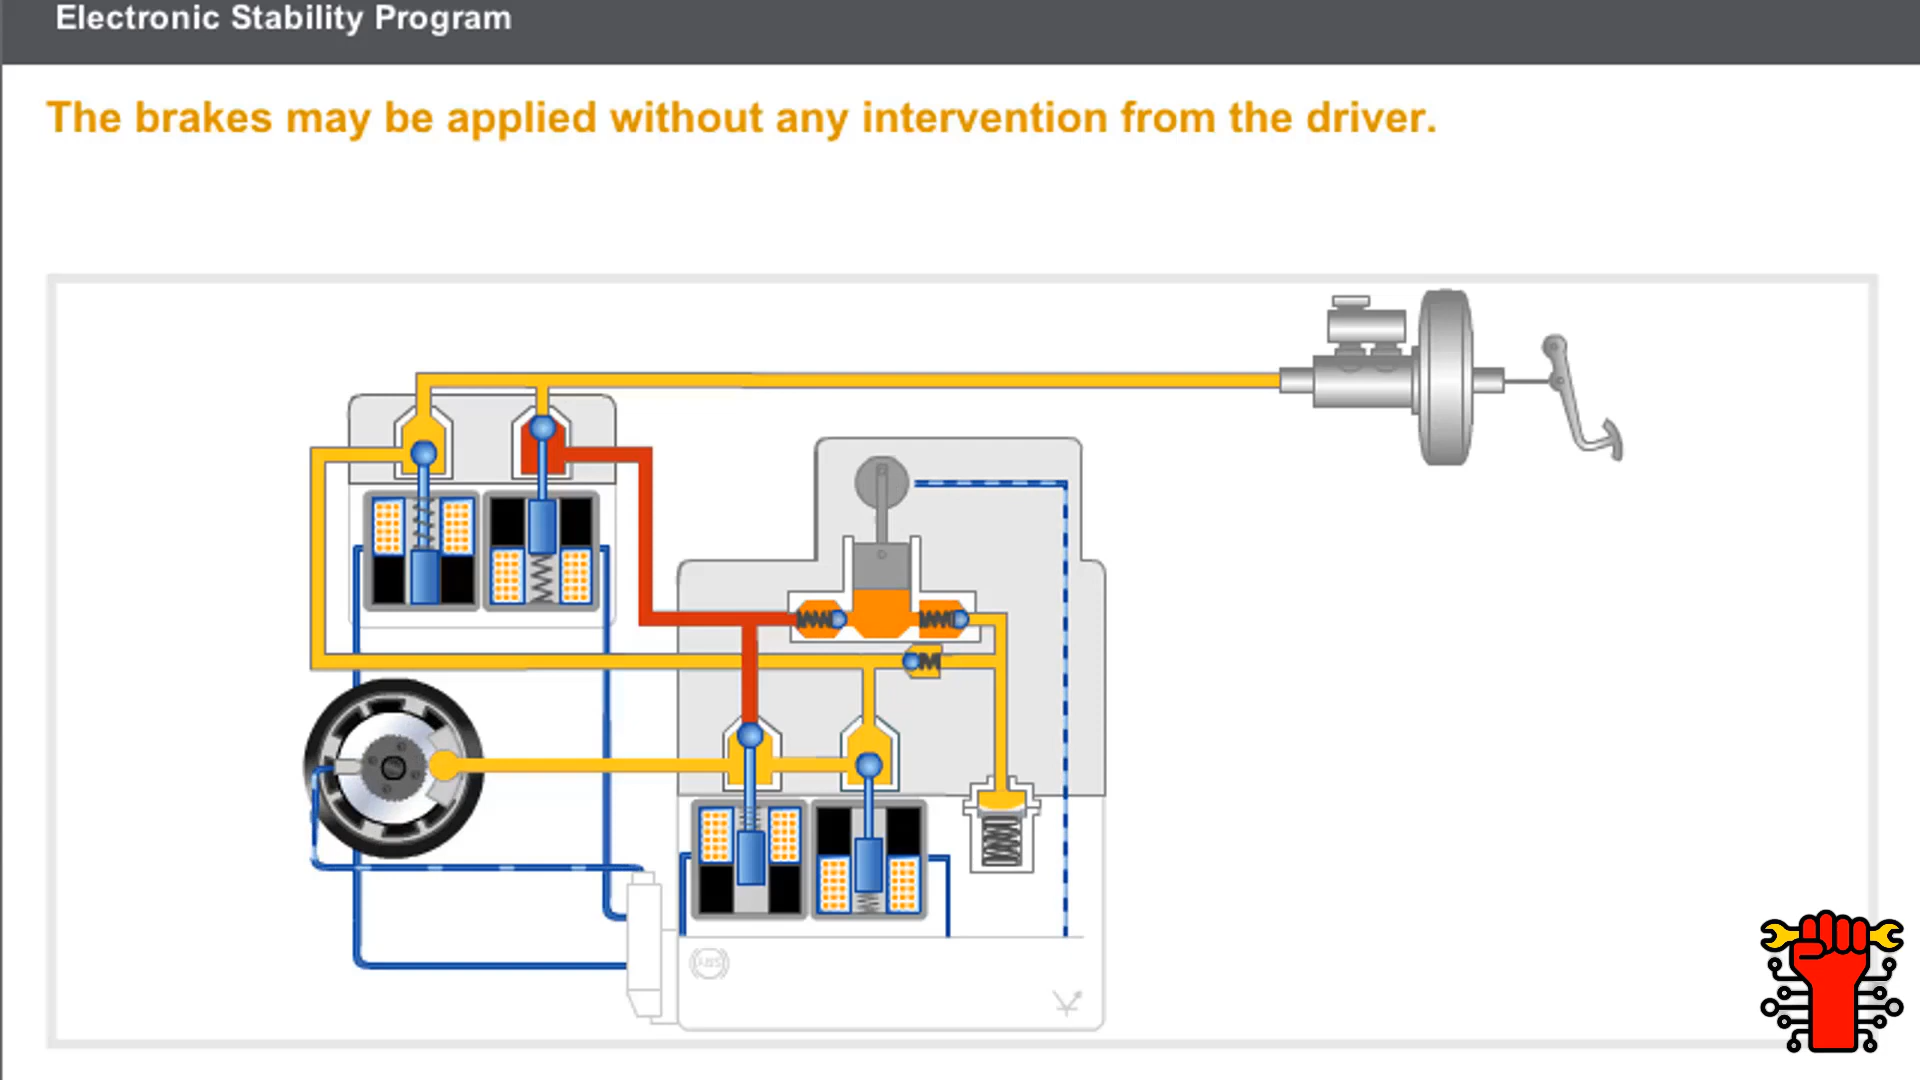 Electronic Stability Program
The brakes may be applied without any intervention from the driver.